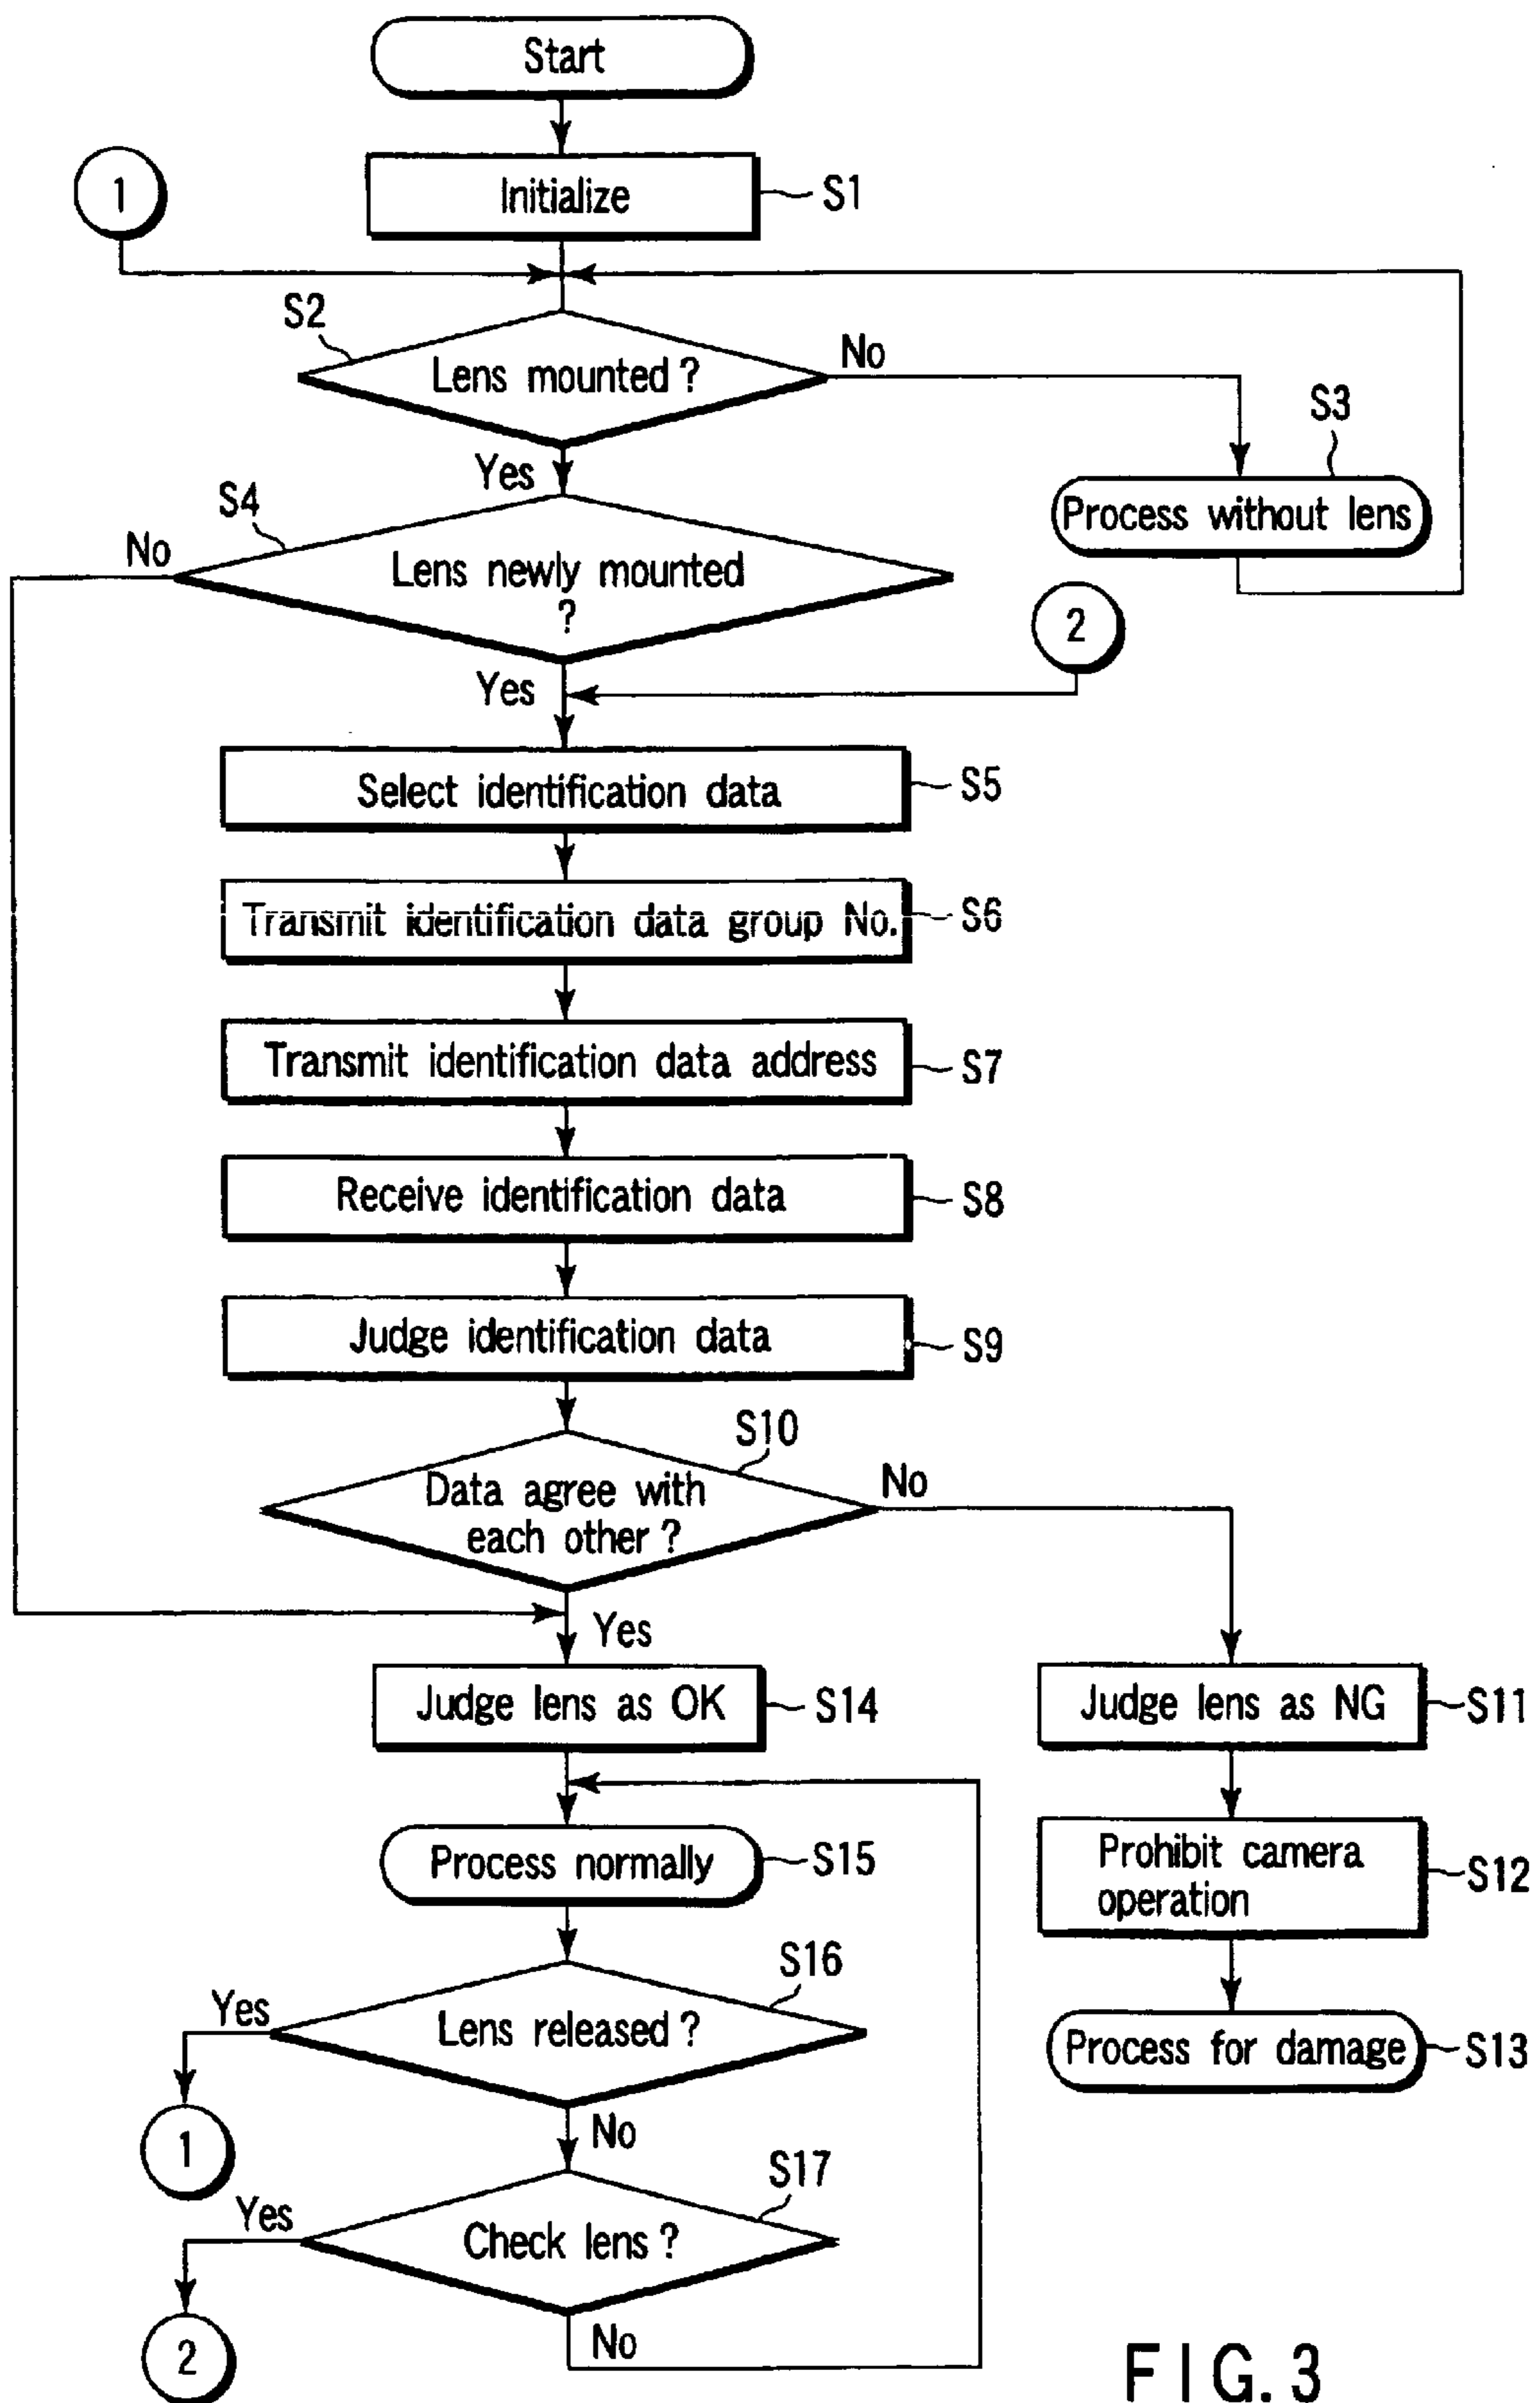 Start
1
Initialize
S1
S2
Lens mounted ?
No
S3
Yes
Process without lens
S4
No
Lens newly mounted
?
2
Yes
Select identification data
S5
Transmit identification data group No.
S6
Transmit identification data address
S7
Receive identification data
S8
Judge identification data
S9
S10
Data agree with
each other ?
No
Yes
Judge lens as OK
S14
Judge lens as NG
S11
Process normally
S15
Prohibit camera
operation
S12
S16
Yes
Lens released ?
Process for damage
S13
1
No
S17
Yes
Check lens ?
2
No
FIG. 3